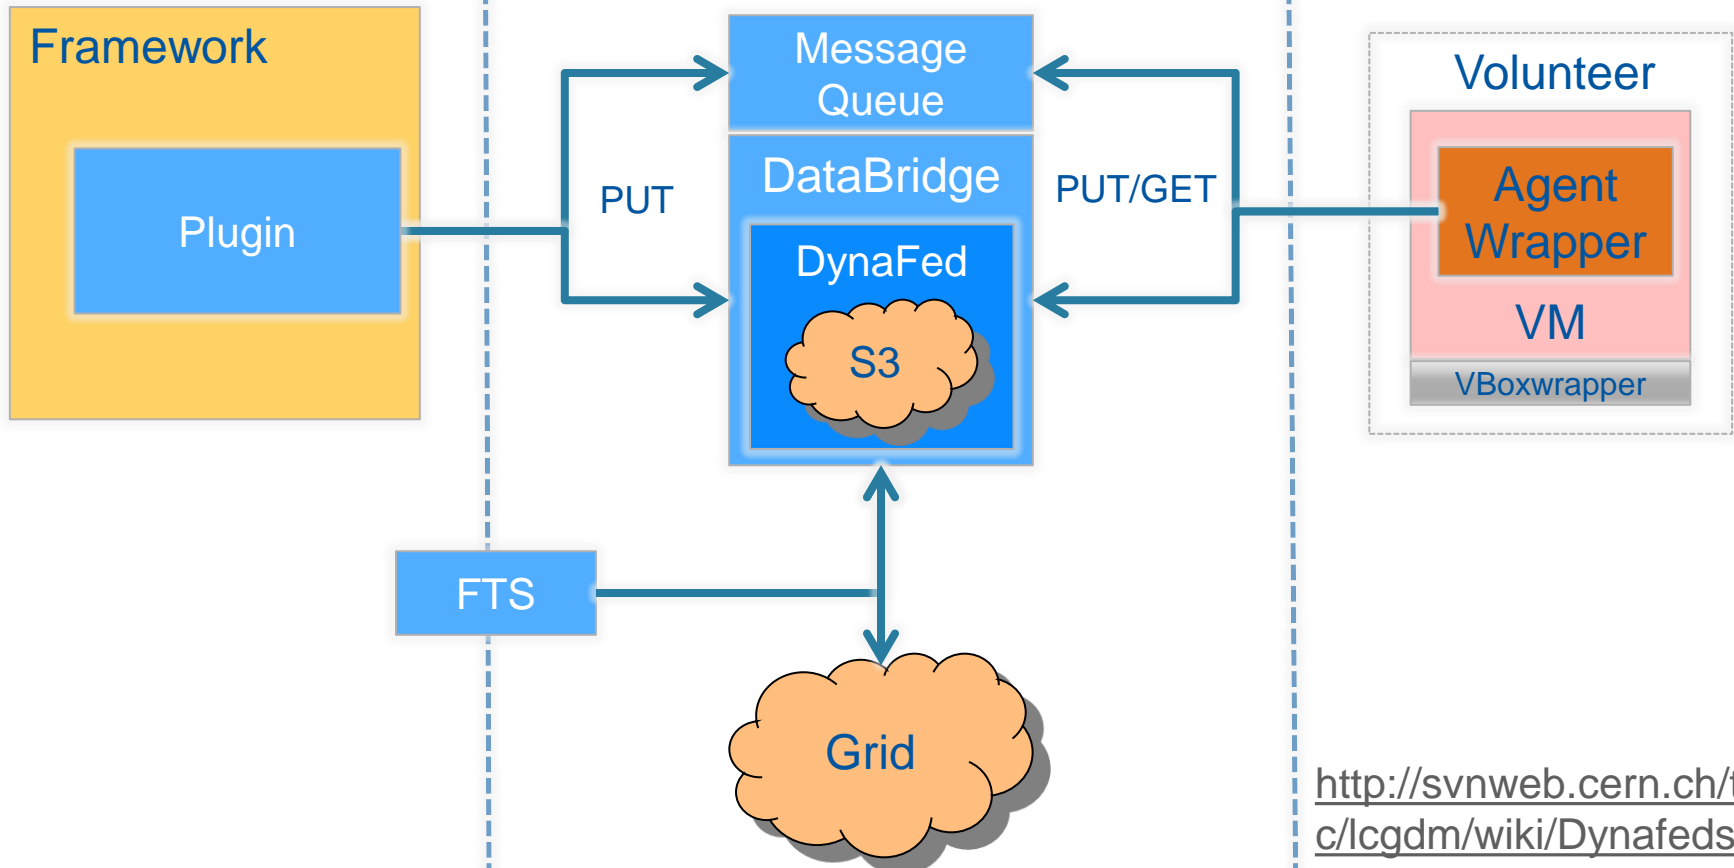 Framework
Plugin
PUT
Message
Queue
DataBridge
DynaFed
S3
PUT/GET
Volunteer
Agent
Wrapper
VM
VBoxwrapper
FTS
Grid
http://svnweb.cern.ch/t
c/lcgdm/wiki/Dynafeds